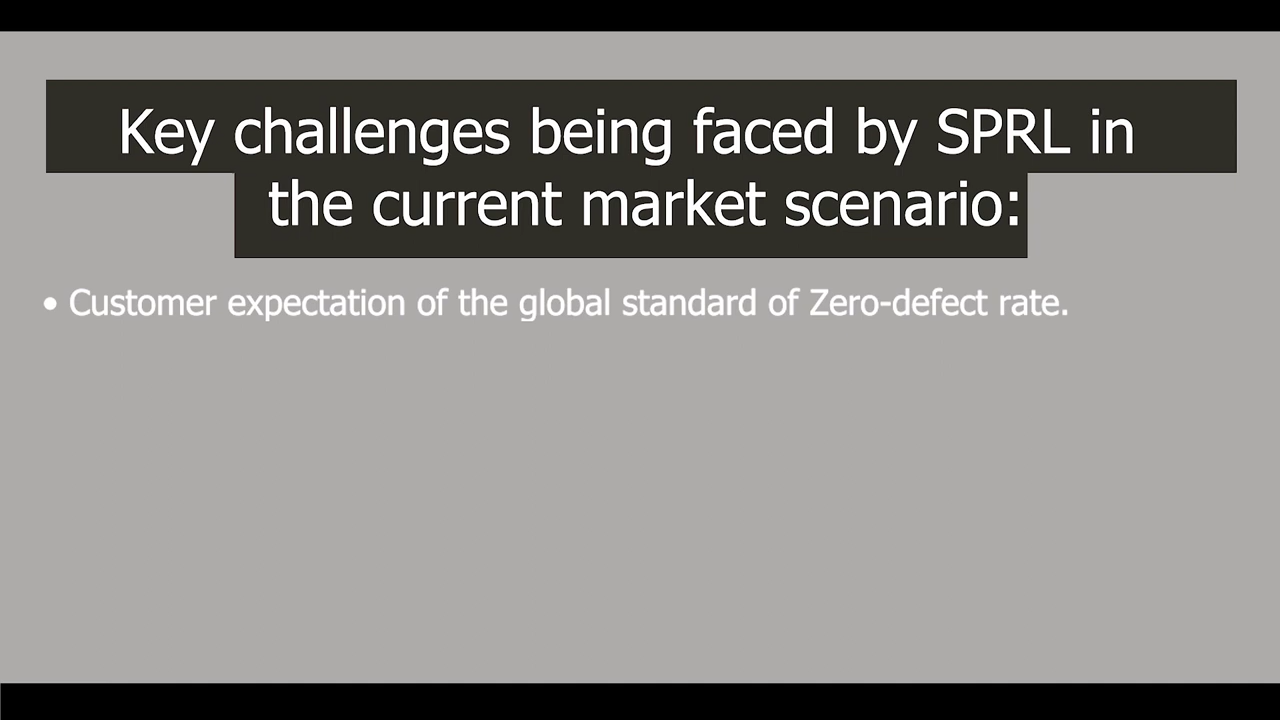 Key challenges being faced by SPRL in
the current market scenario:
• Customer expectation of the global standard of Zero-defect rate.